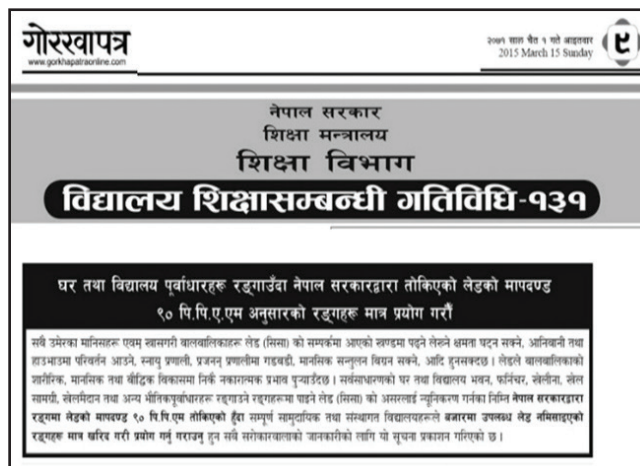 गोरखापत्र
www.gorkhapatraonline.com
२०७१ साल चैत १ गते आइतवार
2015 March 15 Sunday
९
नेपाल सरकार
शिक्षा मन्त्रालय
शिक्षा विभाग
विद्यालय शिक्षासम्बन्धी गतिविधि-१३१
घर तथा विद्यालय पूर्वाधारहरू रङ्गाउँदा नेपाल सरकारद्वारा तोकिएको लेडको मापदण्ड
९० पि.पि.ए.एम अनुसारको रङ्गहरू मात्र प्रयोग गरौं
सबै उमेरका मानिसहरू एवम् खासगरी बालबालिकाहरू लेड (सिसा) को सम्पर्कमा आएको खण्डमा पढ्ने लेख्ने क्षमता घट्न सक्ने, आनिबानी तथा
हाउभाउमा परिवर्तन आउने, स्नायु प्रणाली, प्रजनन् प्रणालीमा गडबडी, मानसिक सन्तुलन विग्रन सक्ने, आदि हुनसक्दछ । लेडले बालबालिकाको
शारीरिक, मानसिक तथा बौद्धिक विकासमा निकै नकारात्मक प्रभाव पुऱ्याउँदछ । सर्वसाधारणको घर तथा विद्यालय भवन, फर्निचर, खेलौना, खेल
सामग्री, खेलमैदान तथा अन्य भौतिकपूर्वाधारहरू रङ्गाउने रङ्गहरूमा पाइने लेड (सिसा) को असरलाई न्यूनिकरण गर्नका निम्ति नेपाल सरकारद्वारा
रङ्गमा लेडको मापदण्ड ९० पि.पि.एम तोकिएको हुँदा सम्पूर्ण सामुदायिक तथा संस्थागत विद्यालयहरूले बजारमा उपलब्ध लेड नमिसाइएको
रङ्गहरू मात्र खरिद गरी प्रयोग गर्नु गराउनु हुन सबै सरोकारवालाको जानकारीको लागि यो सूचना प्रकाशन गरिएको छ ।